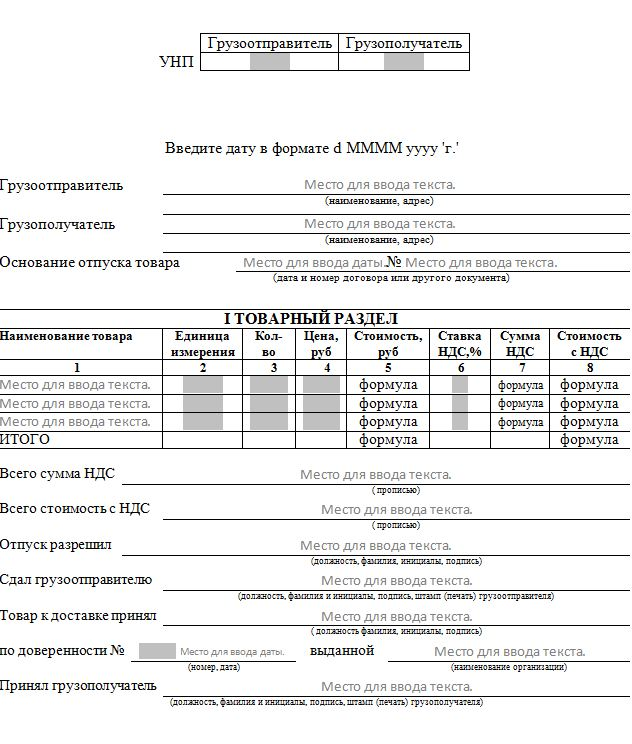 Грузоотправитель Грузополучатель
УНП
Введите дату в формате d MMMM yyyy 'г.'
Грузоотправитель Место для ввода текста.
(наименование, адрес)
Грузополучатель Место для ввода текста.
(наименование, адрес)
Основание отпуска товара Место для ввода даты.№ Место для ввода текста.
(дата и номер договора или другого документа)
I ТОВАРНЫЙ РАЗДЕЛ
Наименование товара Единица Кол- Цена, Стоимость, Ставка Сумма Стоимость
измерения во руб руб НДС,% НДС с НДС
1 2 3 4 5 6 7 8
Место для ввода текста. формула формула формула
Место для ввода текста. формула формула формула
Место для ввода текста. формула формула формула
ИТОГО формула формула
Всего сумма НДС Место для ввода текста.
( прописью)
Всего стоимость с НДС Место для ввода текста.
( прописью)
Отпуск разрешил Место для ввода текста.
(должность, фамилия, инициалы, подпись)
Сдал грузоотправителю Место для ввода текста.
(должность, фамилия и инициалы, подпись, штамп (печать) грузоотправителя)
Товар к доставке принял Место для ввода текста.
( должность фамилия, инициалы, подпись)
по доверенности № Место для ввода даты. выданной Место для ввода текста.
(номер, дата) (наименование организации)
Принял грузополучатель Место для ввода текста.
(должность, фамилия и инициалы, подпись, штамп (печать) грузополучателя)